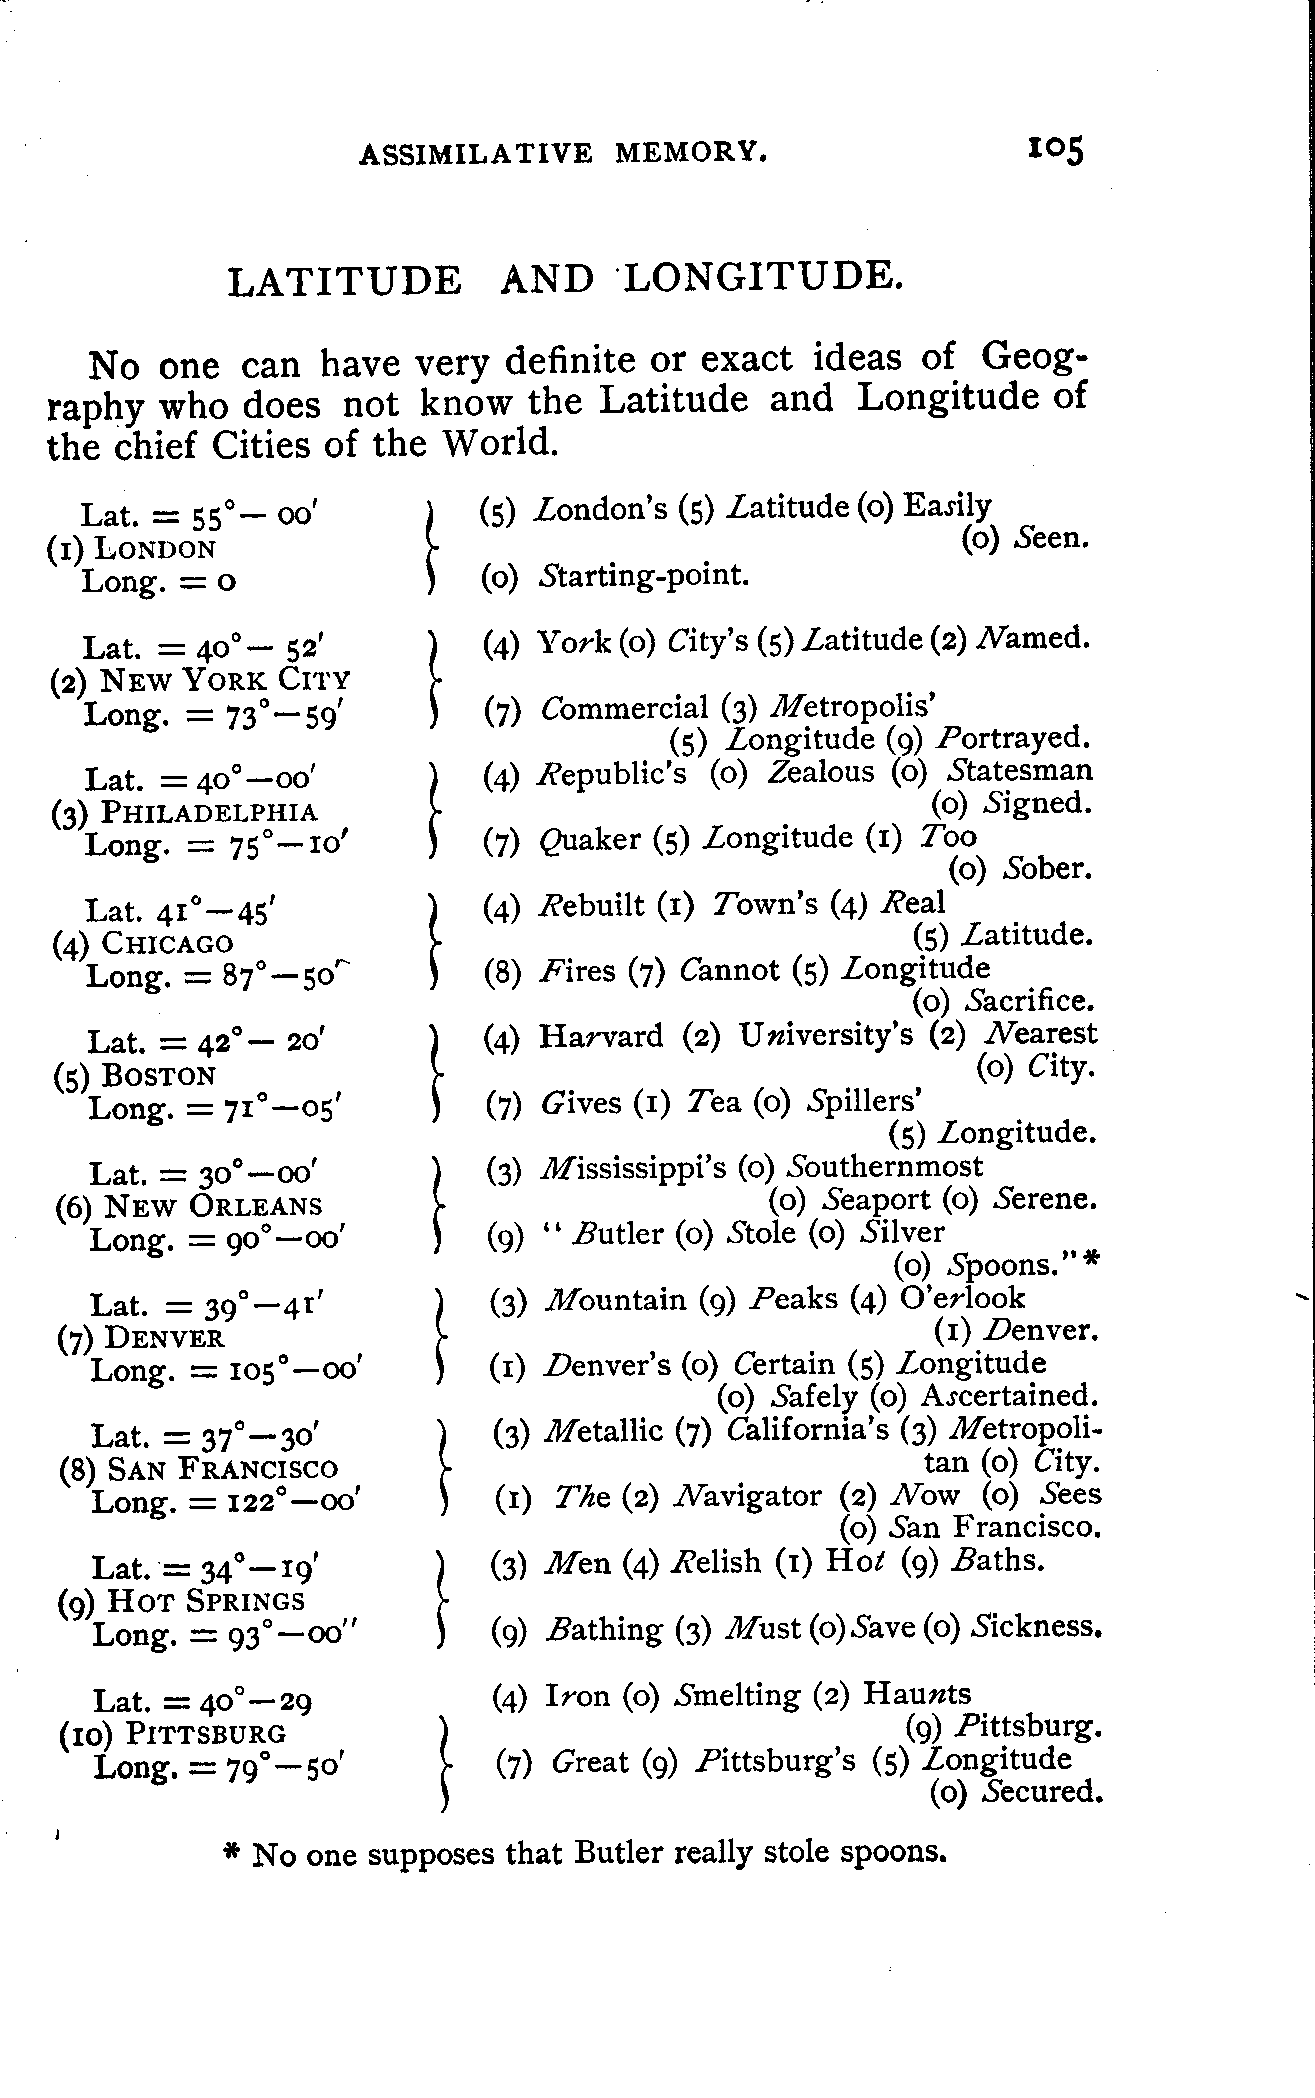 ASSIMILATIVE MEMORY. 105
LATITUDE AND LONGITUDE.
No one can have very definite or exact ideas of Geog-
raphy who does not know the Latitude and Longitude of
the chief Cities of the World.
Lat. = 55°— 00′
(1) LONDON
Long. = 0
(5) London's (5) Latitude (0) Easily
(0) Seen.
(0) Starting-point.
Lat. = 40°— 52′
(2) NEW YORK CITY
Long. = 73°—59′
(4) York (0) City's (5) Latitude (2) Named.
(7) Commercial (3) Metropolis'
(5) Longitude (9) Portrayed.
Lat. = 40°—00′
(3) PHILADELPHIA
Long. = 75°—10′
(4) Republic's (0) Zealous (0) Statesman
(0) Signed.
(7) Quaker (5) Longitude (1) Too
(0) Sober.
Lat. 41°—45′
(4) CHICAGO
Long. = 87°—50′
(4) Rebuilt (1) Town's (4) Real
(5) Latitude.
(8) Fires (7) Cannot (5) Longitude
(0) Sacrifice.
Lat. = 42°— 20′
(5) BOSTON
Long. = 71°—05′
(4) Harvard (2) University's (2) Nearest
(0) City.
(7) Gives (1) Tea (0) Spillers'
(5) Longitude.
Lat. = 30°—00′
(6) NEW ORLEANS
Long. = 90°—00′
(3) Mississippi's (0) Southernmost
(0) Seaport (0) Serene.
(9) “ Butler (0) Stole (0) Silver
(0) Spoons.”*
Lat. = 39°—41′
(7) DENVER
Long. = 105°—00′
(3) Mountain (9) Peaks (4) O'erlook
(1) Denver.
(1) Denver's (0) Certain (5) Longitude
(0) Safely (0) Ascertained.
Lat. = 37°—30′
(8) SAN FRANCISCO
Long. = 122°—00′
(3) Metallic (7) California's (3) Metropoli-
tan (0) City.
(1) The (2) Navigator (2) Now (0) Sees
(0) San Francisco.
Lat. = 34°—19′
(9) HOT SPRINGS
Long. = 93°—00″
(3) Men (4) Relish (1) Hot (9) Baths.
(9) Bathing (3) Must (0) Save (0) Sickness.
Lat. = 40°—29
(10) PITTSBURG
Long. = 79°—50′
(4) Iron (0) Smelting (2) Haunts
(9) Pittsburg.
(7) Great (9) Pittsburg's (5) Longitude
(0) Secured.
* No one supposes that Butler really stole spoons.